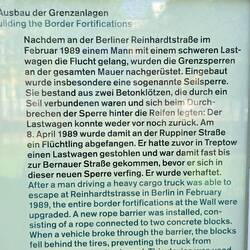 Ausbau der Grenzanlagen
uilding the Border Fortifications
Nachdem an der Berliner Reinhardtstraße im
Februar 1989 einem Mann mit einem schweren Last-
wagen die Flucht gelang, wurden die Grenzsperren
an der gesamten Mauer nachgerüstet. Eingebaut
wurde insbesondere eine sogenannte Seilsperre.
Sie bestand aus zwei Betonklötzen, die durch ein
Seil verbundenen waren und sich beim Durch-
brechen der Sperre hinter die Reifen legten: Der
Lastwagen konnte weder vor noch zurück. Am
8. April 1989 wurde damit an der Ruppiner Straße
ein Flüchtling abgefangen. Er hatte zuvor in Treptow
einen Lastwagen gestohlen und war damit fast bis
zur Bernauer Straße gekommen, bevor er sich in
dieser neuen Sperre verfing. Er wurde verhaftet.
After a man driving a heavy cargo truck was able to
escape at Reinhardtstrasse in Berlin in February
1989, the entire border fortifications at the Wall were
upgraded. A new rope barrier was installed, con-
sisting of a rope connected to two concrete blocks.
When a vehicle broke through the barrier, the blocks
fell behind the tires, preventing the truck from